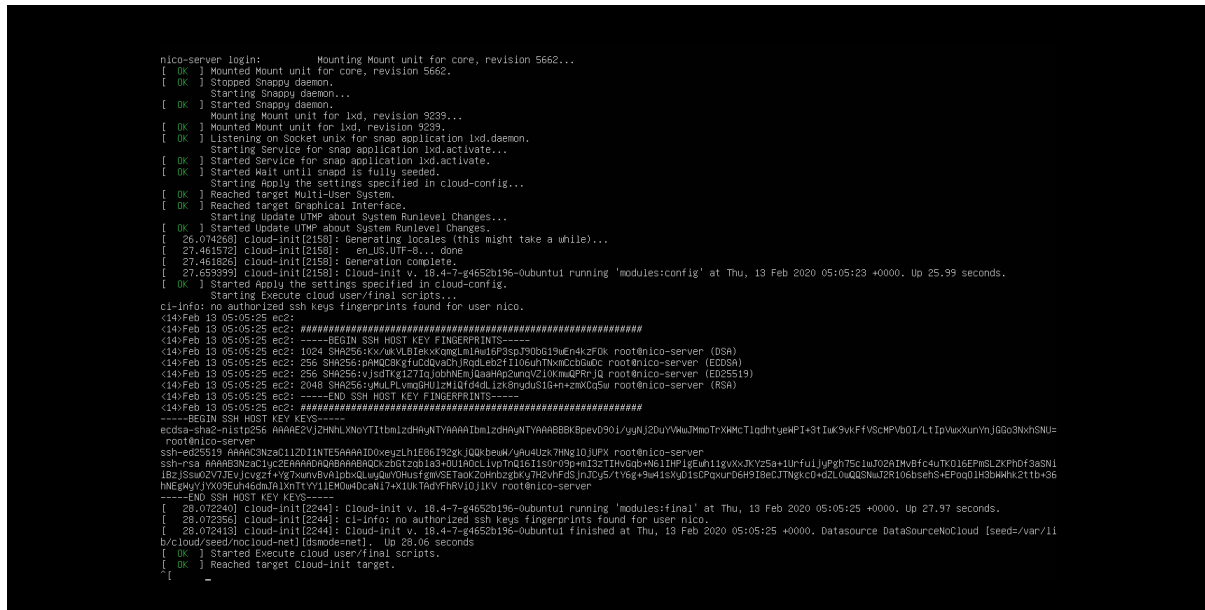 nico-server login:          Mounting Mount unit for core, revision 5662...
[  OK  ] Mounted Mount unit for core, revision 5662.
[  OK  ] Stopped Snappy daemon.
         Starting Snappy daemon...
[  OK  ] Started Snappy daemon.
         Mounting Mount unit for lxd, revision 9239...
[  OK  ] Mounted Mount unit for lxd, revision 9239.
[  OK  ] Listening on Socket unix for snap application lxd.daemon.
         Starting Service for snap application lxd.activate...
[  OK  ] Started Service for snap application lxd.activate.
[  OK  ] Started Wait until snapd is fully seeded.
         Starting Apply the settings specified in cloud-config...
[  OK  ] Reached target Multi-User System.
[  OK  ] Reached target Graphical Interface.
         Starting Update UTMP about System Runlevel Changes...
[  OK  ] Started Update UTMP about System Runlevel Changes.
[   26.074268] cloud-init[2158]: Generating locales (this might take a while)...
[   27.461572] cloud-init[2158]:   en_US.UTF-8... done
[   27.461826] cloud-init[2158]: Generation complete.
[   27.659399] cloud-init[2158]: Cloud-init v. 18.4-7-g4652b196-0ubuntu1 running 'modules:config' at Thu, 13 Feb 2020 05:05:23 +0000. Up 25.99 seconds.
[  OK  ] Started Apply the settings specified in cloud-config.
         Starting Execute cloud user/final scripts...
ci-info: no authorized ssh keys fingerprints found for user nico.
<14>Feb 13 05:05:25 ec2:
<14>Feb 13 05:05:25 ec2: #############################################################
<14>Feb 13 05:05:25 ec2: -----BEGIN SSH HOST KEY FINGERPRINTS-----
<14>Feb 13 05:05:25 ec2: 1024 root@nico-server (DSA)
<14>Feb 13 05:05:25 ec2: 256 root@nico-server (ECDSA)
<14>Feb 13 05:05:25 ec2: 256 root@nico-server (ED25519)
<14>Feb 13 05:05:25 ec2: 2048 root@nico-server (RSA)
<14>Feb 13 05:05:25 ec2: -----END SSH HOST KEY FINGERPRINTS-----
<14>Feb 13 05:05:25 ec2: #############################################################
-----BEGIN SSH HOST KEY KEYS-----
ecdsa-sha2-nistp256
 root@nico-server
ssh-ed25519 root@nico-server
ssh-rsa
root@nico-server
-----END SSH HOST KEY KEYS-----
[   28.072240] cloud-init[2244]: Cloud-init v. 18.4-7-g4652b196-0ubuntu1 running 'modules:final' at Thu, 13 Feb 2020 05:05:25 +0000. Up 27.97 seconds.
[   28.072356] cloud-init[2244]: ci-info: no authorized ssh keys fingerprints found for user nico.
[   28.072413] cloud-init[2244]: Cloud-init v. 18.4-7-g4652b196-0ubuntu1 finished at Thu, 13 Feb 2020 05:05:25 +0000. Datasource DataSourceNoCloud [seed=/var/li
b/cloud/seed/nocloud-net][dsmode=net].  Up 28.06 seconds
[  OK  ] Started Execute cloud user/final scripts.
[  OK  ] Reached target Cloud-init target.
^[      _